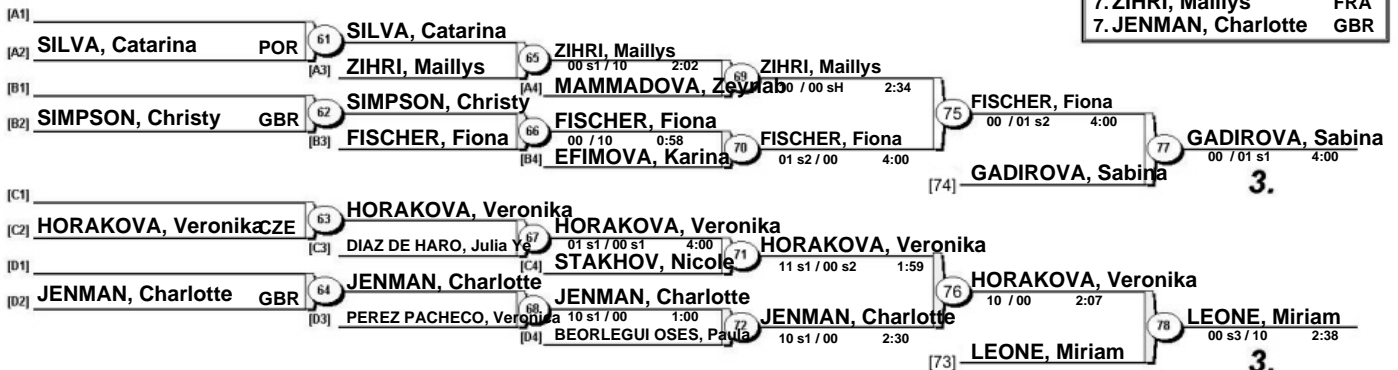 7. ZIHRI, Maillys FRA
7. JENMAN, Charlotte GBR
[A1]
[A2] SILVA, Catarina POR
61 SILVA, Catarina
[A3] ZIHRI, Maillys
65 ZIHRI, Maillys
00 s1 / 10 2:02
[A4] MAMMADOVA, Zeynab
69 ZIHRI, Maillys
/ 00 sH 2:34
[B1]
[B2] SIMPSON, Christy GBR
62 SIMPSON, Christy
[B3] FISCHER, Fiona
66 FISCHER, Fiona
00 / 10 0:58
[B4] EFIMOVA, Karina
70 FISCHER, Fiona
01 s2 / 00 4:00
75 FISCHER, Fiona
00 / 01 s2 4:00
[74] GADIROVA, Sabina
77 GADIROVA, Sabina
00 / 01 s1 4:00
3.
[C1]
[C2] HORAKOVA, Veronika CZE
63 HORAKOVA, Veronika
[C3] DIAZ DE HARO, Julia Ye
67 HORAKOVA, Veronika
01 s1 / 00 s1 4:00
[C4] STAKHOV, Nicole
71 HORAKOVA, Veronika
11 s1 / 00 s2 1:59
[D1]
[D2] JENMAN, Charlotte GBR
64 JENMAN, Charlotte
[D3] PEREZ PACHECO, Veronica
68 JENMAN, Charlotte
10 s1 / 00 1:00
[D4] BEORLEGUI OSES, Paula
72 JENMAN, Charlotte
10 s1 / 00 2:30
76 HORAKOVA, Veronika
10 / 00 2:07
[73] LEONE, Miriam
78 LEONE, Miriam
00 s3 / 10 2:38
3.